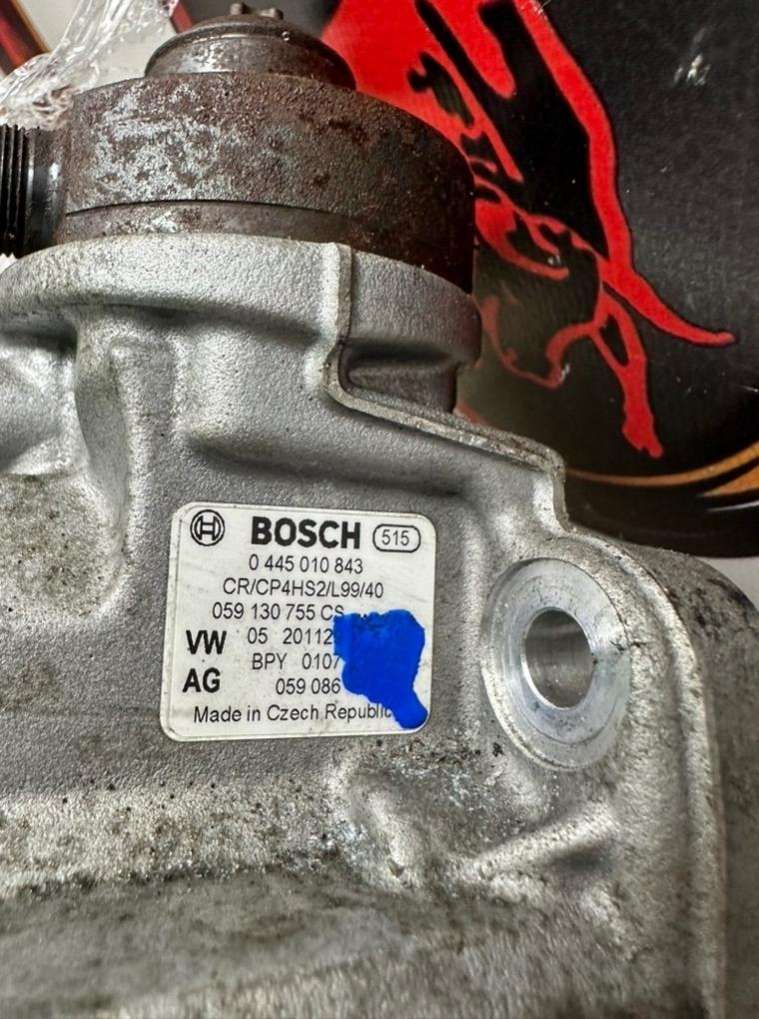 BOSCH 515
0 445 010 843
CR/CP4HS2/L99/40
059 130 755 CS
VW AG
05 20112
BPY 0107
059 086
Made in Czech Republic